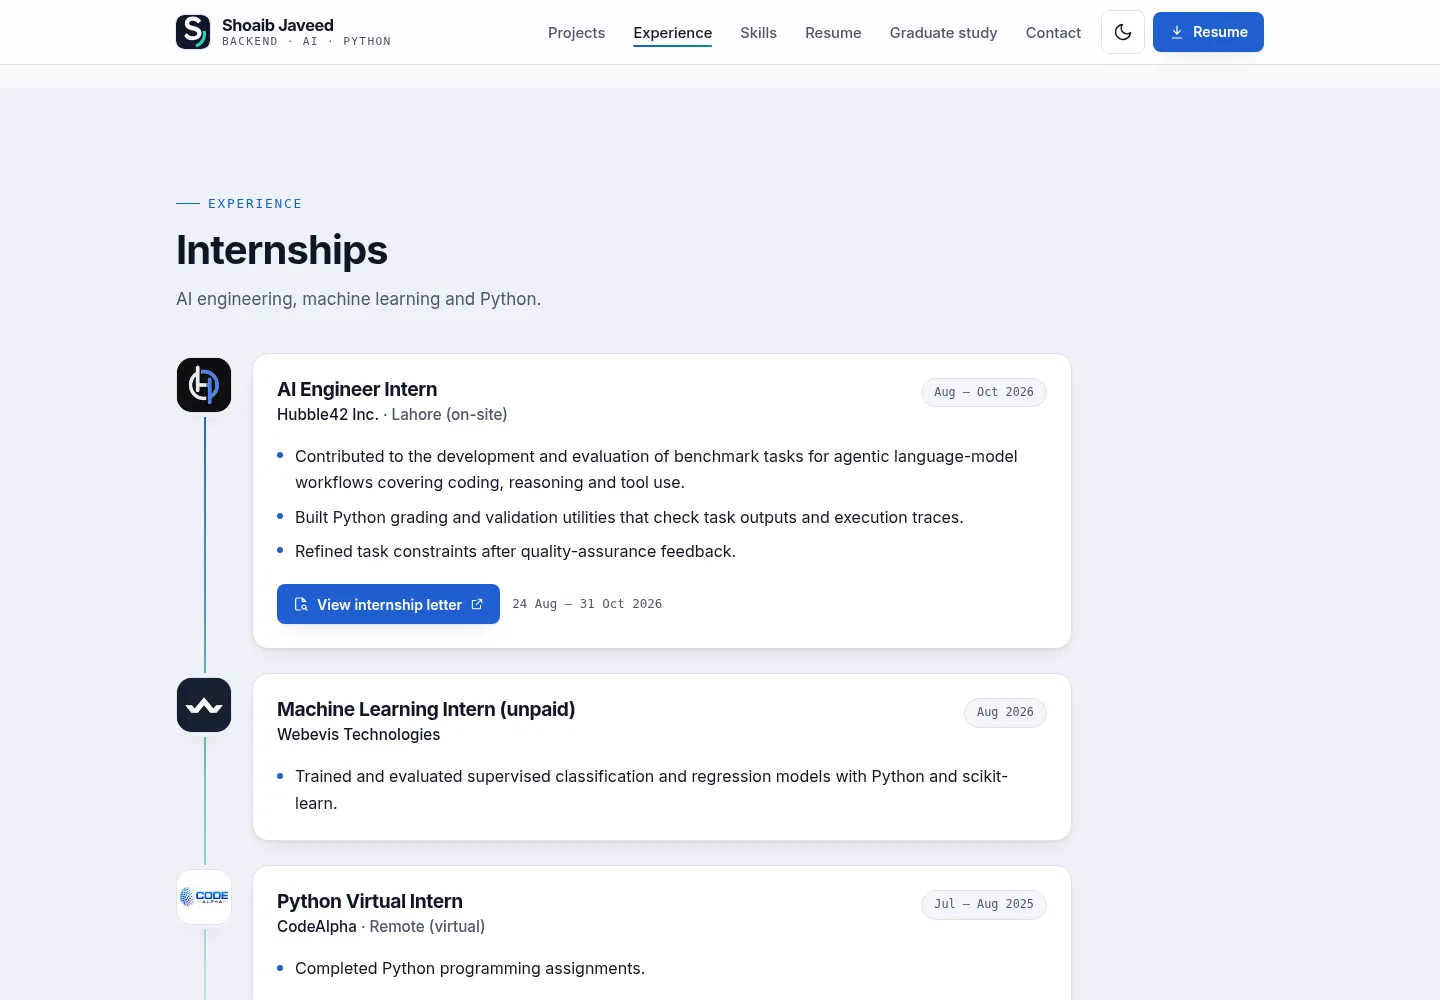 Shoaib Javeed
BACKEND · AI · PYTHON
Projects
Experience
Skills
Resume
Graduate study
Contact
Resume
EXPERIENCE
Internships
AI engineering, machine learning and Python.
AI Engineer Intern
Aug – Oct 2026
Hubble42 Inc. · Lahore (on-site)
Contributed to the development and evaluation of benchmark tasks for agentic language-model
workflows covering coding, reasoning and tool use.
Built Python grading and validation utilities that check task outputs and execution traces.
Refined task constraints after quality-assurance feedback.
View internship letter
24 Aug – 31 Oct 2026
Machine Learning Intern (unpaid)
Aug 2026
Webevis Technologies
Trained and evaluated supervised classification and regression models with Python and scikit-
learn.
CODE
ALPHA
Python Virtual Intern
Jul – Aug 2025
CodeAlpha · Remote (virtual)
Completed Python programming assignments.